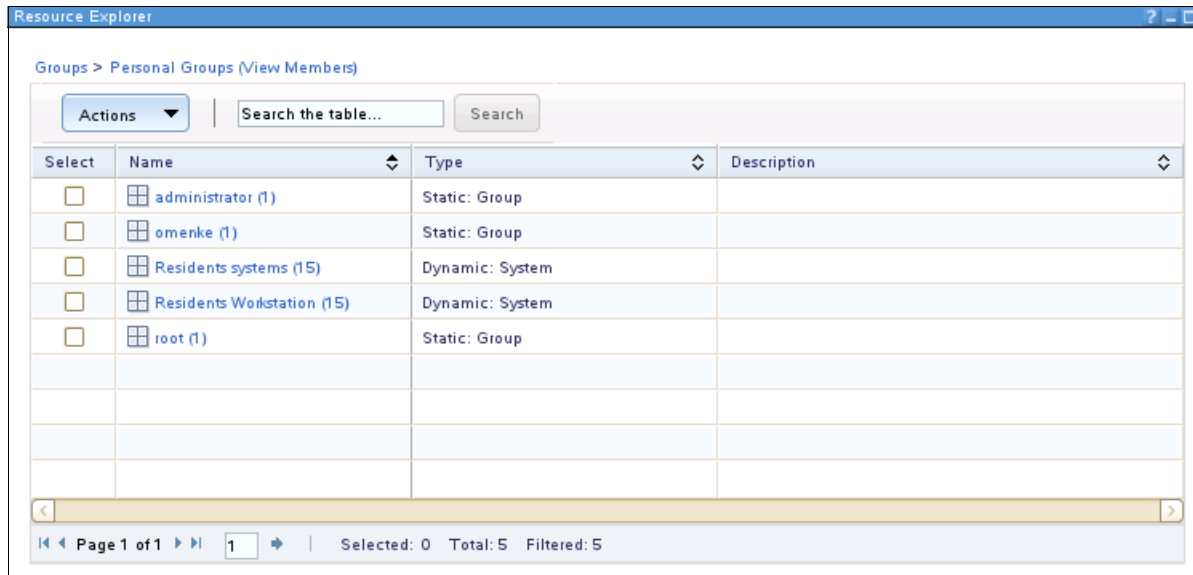 Resource Explorer ?
Groups > Personal Groups (View Members)
Actions Search the table... Search
Select Name Type Description
administrator (1) Static: Group
omenke (1) Static: Group
Residents systems (15) Dynamic: System
Residents Workstation (15) Dynamic: System
root (1) Static: Group
Page 1 of 1 1 Selected: 0 Total: 5 Filtered: 5